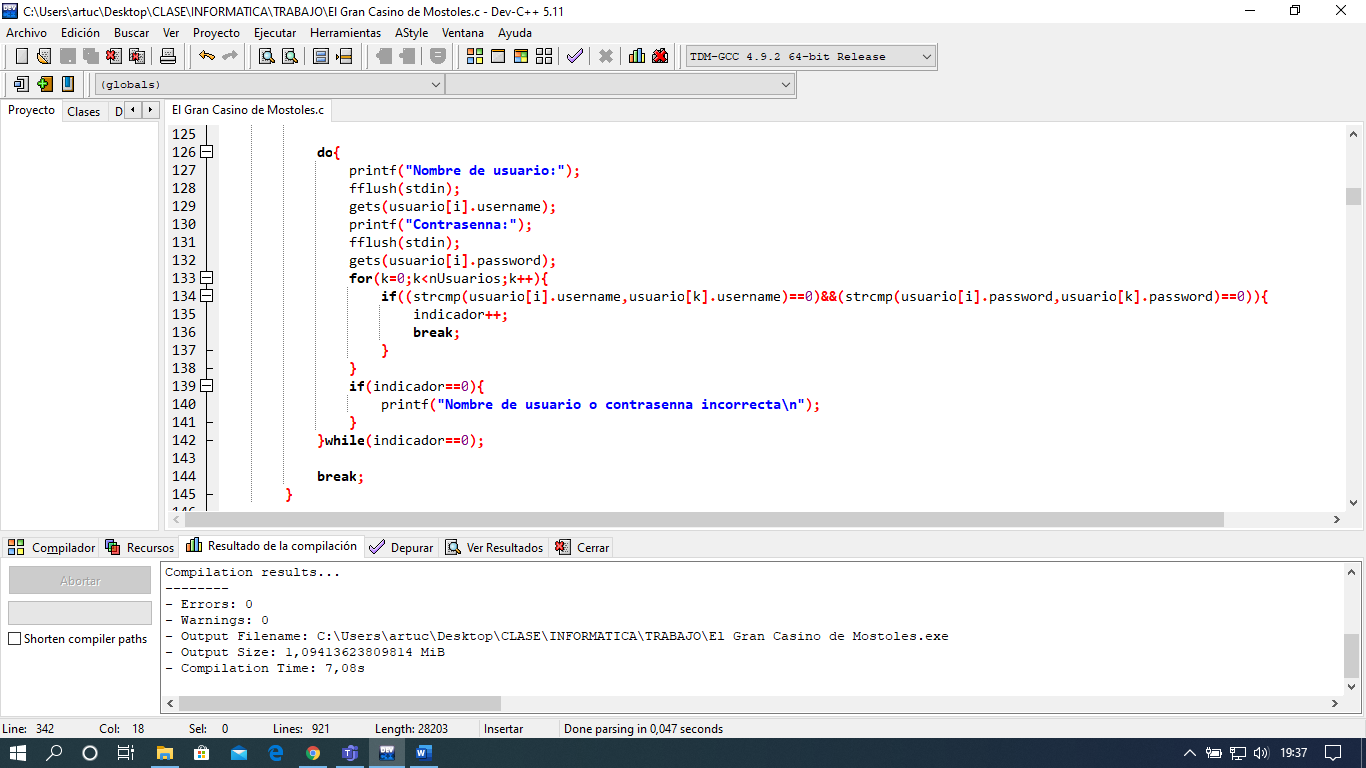 C:\Users\artuc\Desktop\CLASE\INFORMATICA\TRABAJO\El Gran Casino de Mostoles.c - Dev-C++ 5.11
Archivo Edición Buscar Ver Proyecto Ejecutar Herramientas AStyle Ventana Ayuda
TDM-GCC 4.9.2 64-bit Release
(globals)
Proyecto Clases D El Gran Casino de Mostoles.c
125
126 do{
127 printf("Nombre de usuario:");
128 fflush(stdin);
129 gets(usuario[i].username);
130 printf("Contrasenna:");
131 fflush(stdin);
132 gets(usuario[i].password);
133 for(k=0;k<nUsuarios;k++){
134 if((strcmp(usuario[i].username,usuario[k].username)==0)&&(strcmp(usuario[i].password,usuario[k].password)==0)){
135 indicador++;
136 break;
137 }
138 }
139 if(indicador==0){
140 printf("Nombre de usuario o contrasenna incorrecta\n");
141 }
142 }while(indicador==0);
143
144 break;
145 }
146
Compilador Recursos Resultado de la compilación Depurar Ver Resultados Cerrar
Abortar
Shorten compiler paths
Compilation results...
--------
- Errors: 0
- Warnings: 0
- Output Filename: C:\Users\artuc\Desktop\CLASE\INFORMATICA\TRABAJO\El Gran Casino de Mostoles.exe
- Output Size: 1,09413623809814 MiB
- Compilation Time: 7,08s
Line: 342 Col: 18 Sel: 0 Lines: 921 Length: 28203 Insertar Done parsing in 0,047 seconds
19:37